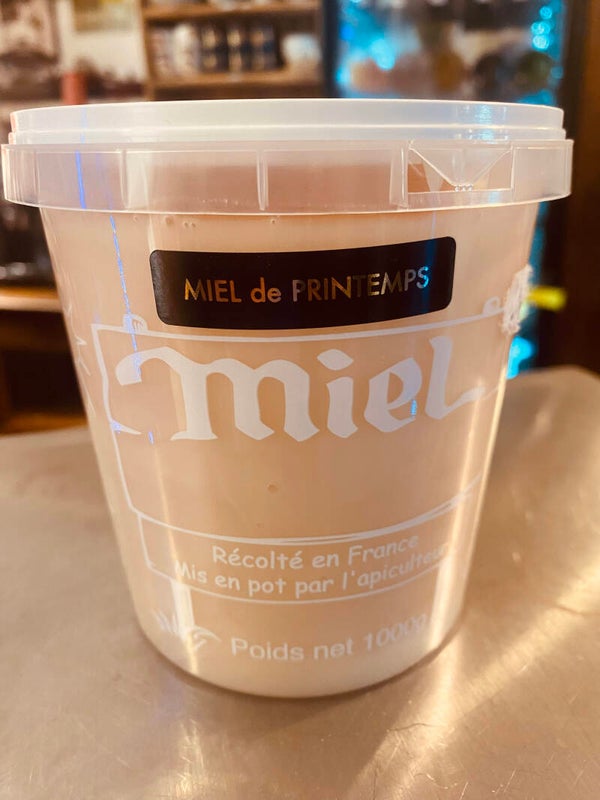 MIEL de PRINTEMPS
miel
Récolté en France
Mis en pot par l'apiculteur
Poids net 1000g